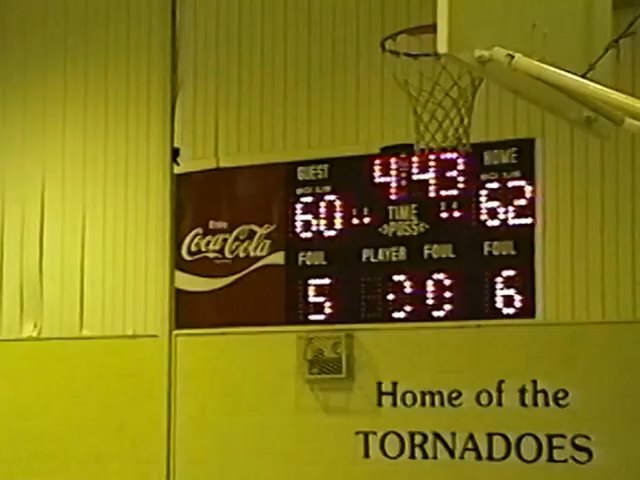 GUEST 4:43 HOME
60 TIME 62
POSS
Enjoy
Coca-Cola
FOUL PLAYER FOUL FOUL
5 6
Home of the
TORNADOES